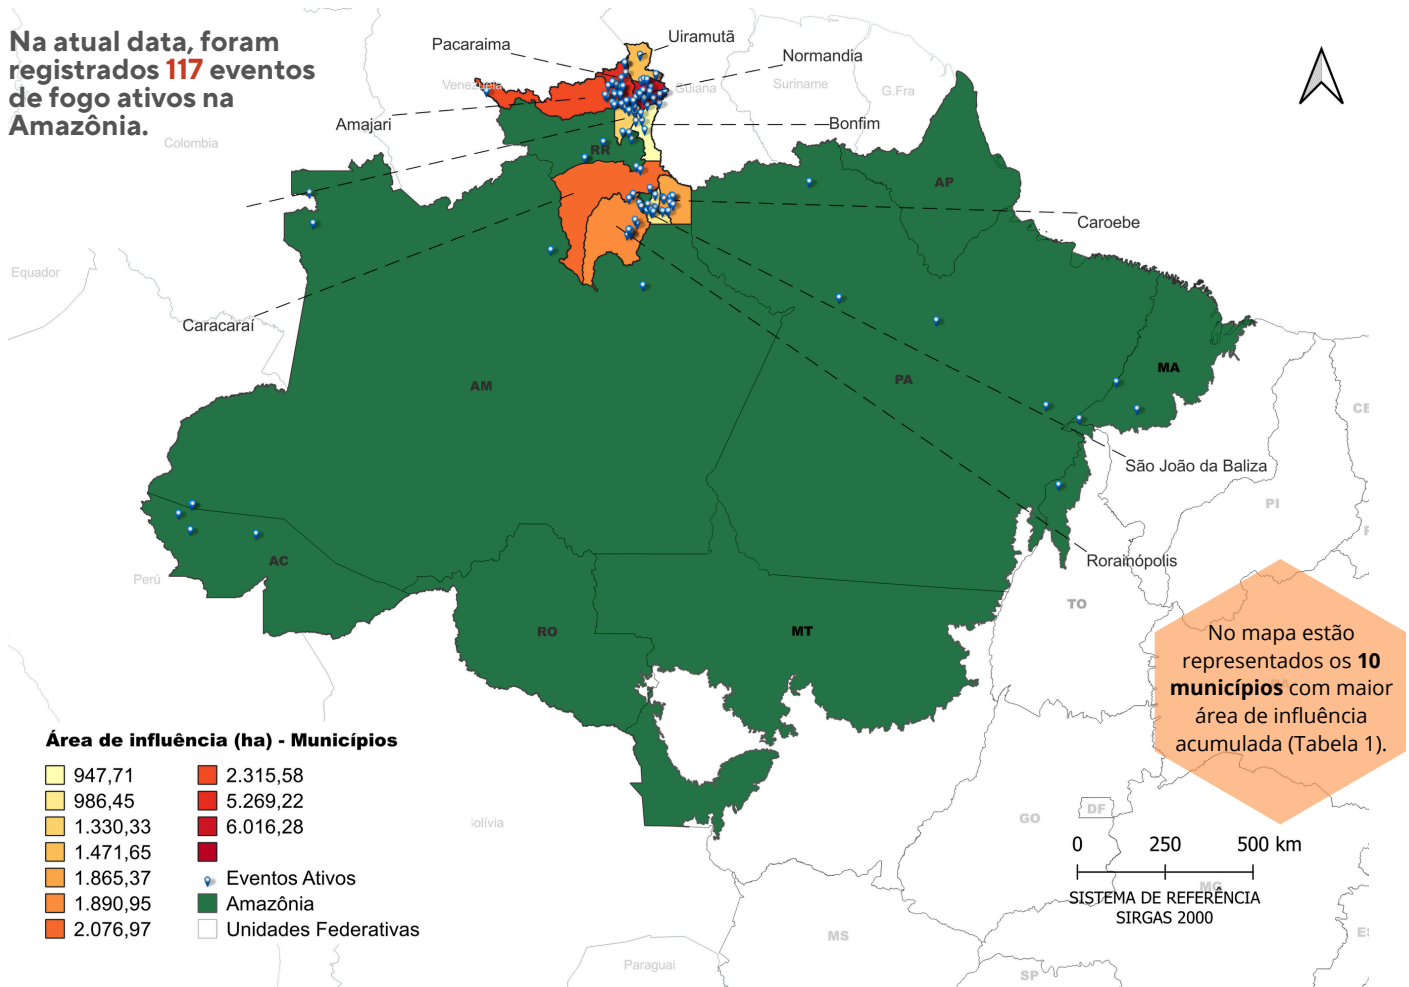 Na atual data, foram
registrados 117 eventos
de fogo ativos na
Amazônia.
Pacaraima
Uiramutã
Normandia
Venezuela
Guiana
Suriname
G.Fra
Amajari
Bonfim
Colombia
RR
AP
Caroebe
Equador
Caracaraí
AM
PA
MA
CE
São João da Baliza
PI
Rorainópolis
AC
Perú
TO
RO
MT
No mapa estão
representados os 10
municípios com maior
área de influência
acumulada (Tabela 1).
BA
Área de influência (ha) - Municípios
947,71
986,45
1.330,33
1.471,65
1.865,37
1.890,95
2.076,97
2.315,58
5.269,22
6.016,28
Eventos Ativos
Amazônia
Unidades Federativas
olívia
GO
DF
0 250 500 km
MG
SISTEMA DE REFERÊNCIA
SIRGAS 2000
MS
ES
Paraguai
SP